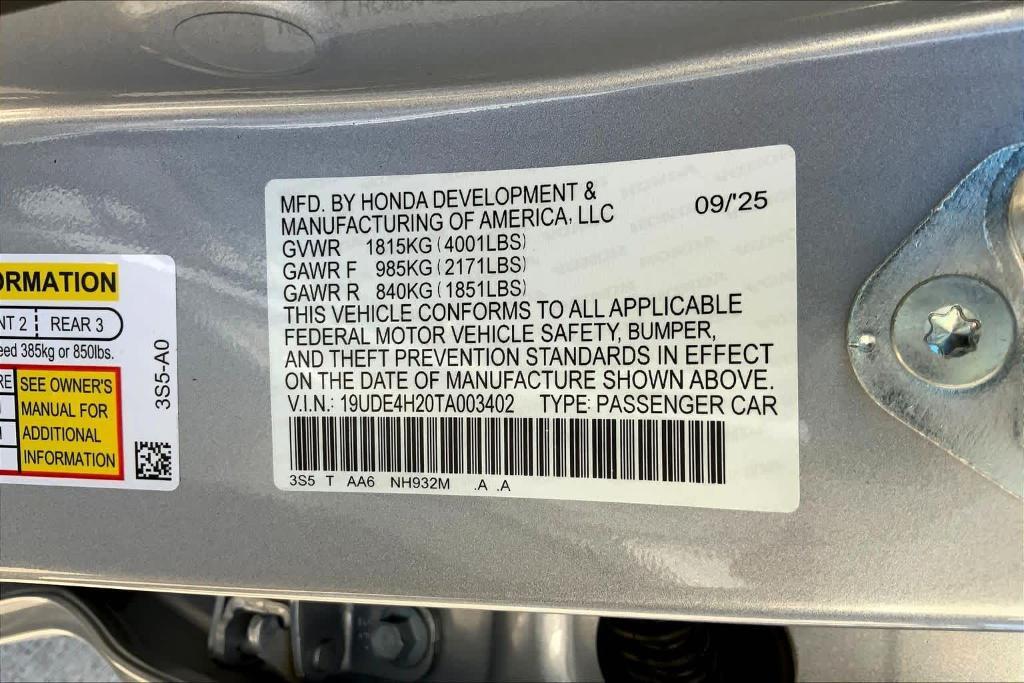 ORMATION
NT 2 REAR 3
eed 385kg or 850lbs.
RE
SEE OWNER'S
MANUAL FOR
ADDITIONAL
INFORMATION
3S5-A0
MFD. BY HONDA DEVELOPMENT &
MANUFACTURING OF AMERICA, LLC 09/'25
GVWR 1815KG (4001LBS)
GAWR F 985KG (2171LBS)
GAWR R 840KG (1851LBS)
THIS VEHICLE CONFORMS TO ALL APPLICABLE
FEDERAL MOTOR VEHICLE SAFETY, BUMPER,
AND THEFT PREVENTION STANDARDS IN EFFECT
ON THE DATE OF MANUFACTURE SHOWN ABOVE.
V.I.N.: 19UDE4H20TA003402 TYPE: PASSENGER CAR
3S5 T AA6 NH932M .A .A